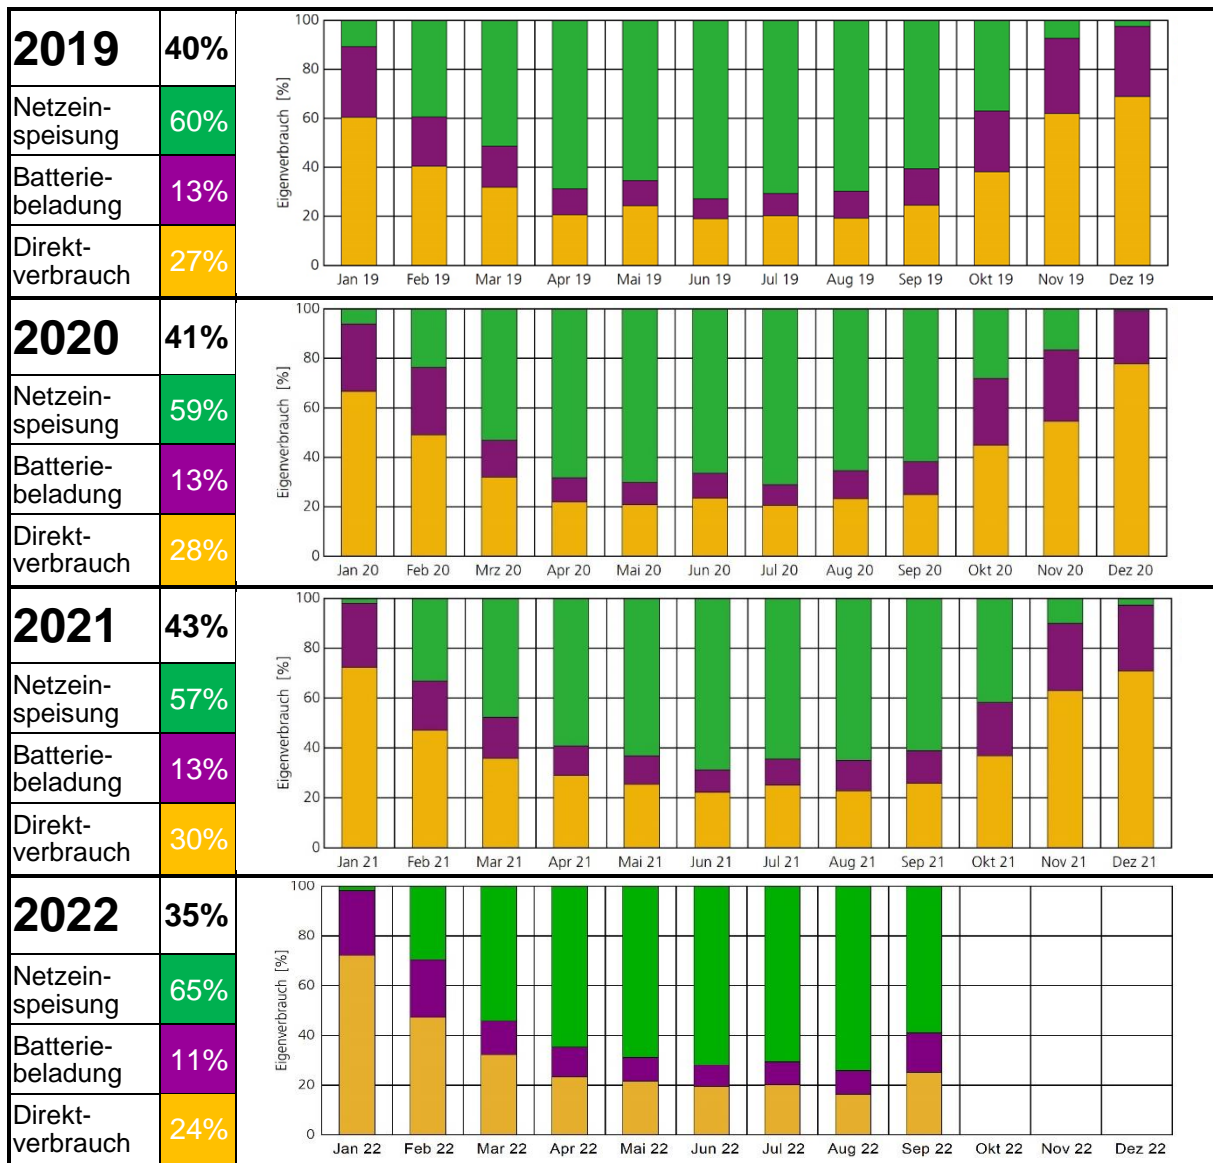 2019 40%
Netzein-
speisung 60%
Batterie-
beladung 13%
Direkt-
verbrauch 27%
Eigenverbrauch [%]
100
80
60
40
20
0
Jan 19 Feb 19 Mar 19 Apr 19 Mai 19 Jun 19 Jul 19 Aug 19 Sep 19 Okt 19 Nov 19 Dez 19
2020 41%
Netzein-
speisung 59%
Batterie-
beladung 13%
Direkt-
verbrauch 28%
Eigenverbrauch [%]
100
80
60
40
20
0
Jan 20 Feb 20 Mrz 20 Apr 20 Mai 20 Jun 20 Jul 20 Aug 20 Sep 20 Okt 20 Nov 20 Dez 20
2021 43%
Netzein-
speisung 57%
Batterie-
beladung 13%
Direkt-
verbrauch 30%
Eigenverbrauch [%]
100
80
60
40
20
0
Jan 21 Feb 21 Mar 21 Apr 21 Mai 21 Jun 21 Jul 21 Aug 21 Sep 21 Okt 21 Nov 21 Dez 21
2022 35%
Netzein-
speisung 65%
Batterie-
beladung 11%
Direkt-
verbrauch 24%
Eigenverbrauch [%]
100
80
60
40
20
0
Jan 22 Feb 22 Mar 22 Apr 22 Mai 22 Jun 22 Jul 22 Aug 22 Sep 22 Okt 22 Nov 22 Dez 22